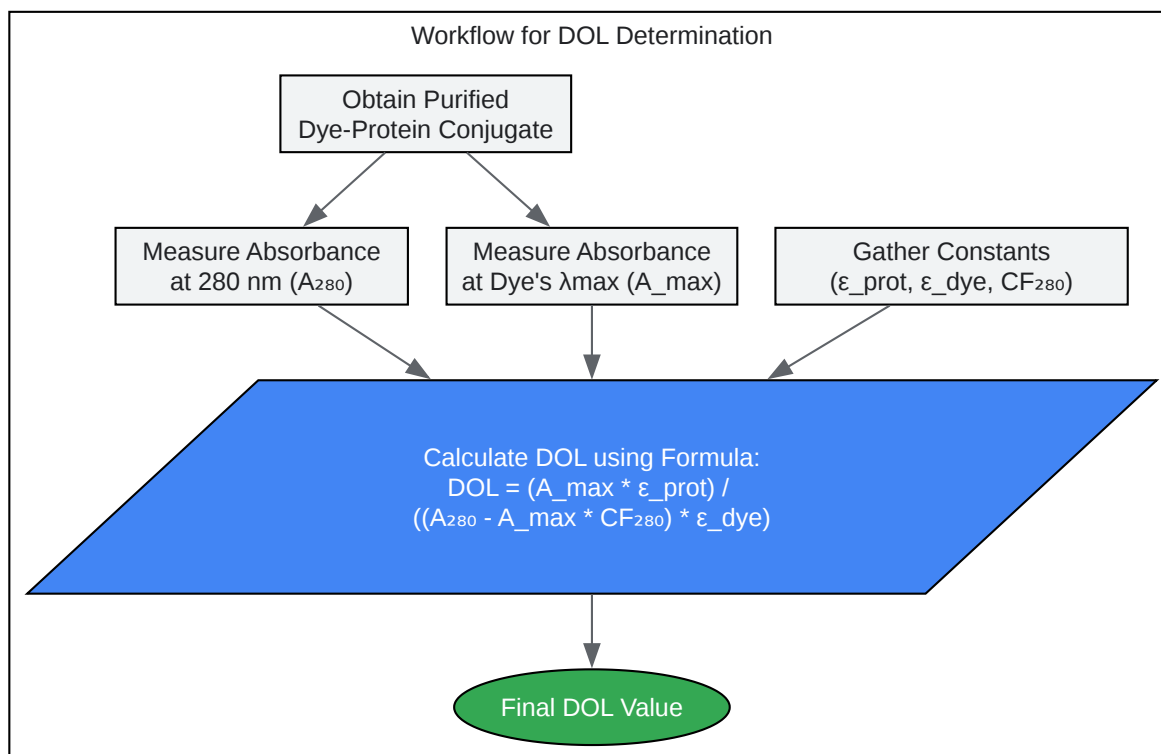 Workflow for DOL Determination
Obtain Purified
Dye-Protein Conjugate
Measure Absorbance
at 280 nm (A₂₈₀)
Measure Absorbance
at Dye's λmax (A_max)
Gather Constants
(ε_prot, ε_dye, CF₂₈₀)
Calculate DOL using Formula:
DOL = (A_max * ε_prot) /
((A₂₈₀ - A_max * CF₂₈₀) * ε_dye)
Final DOL Value